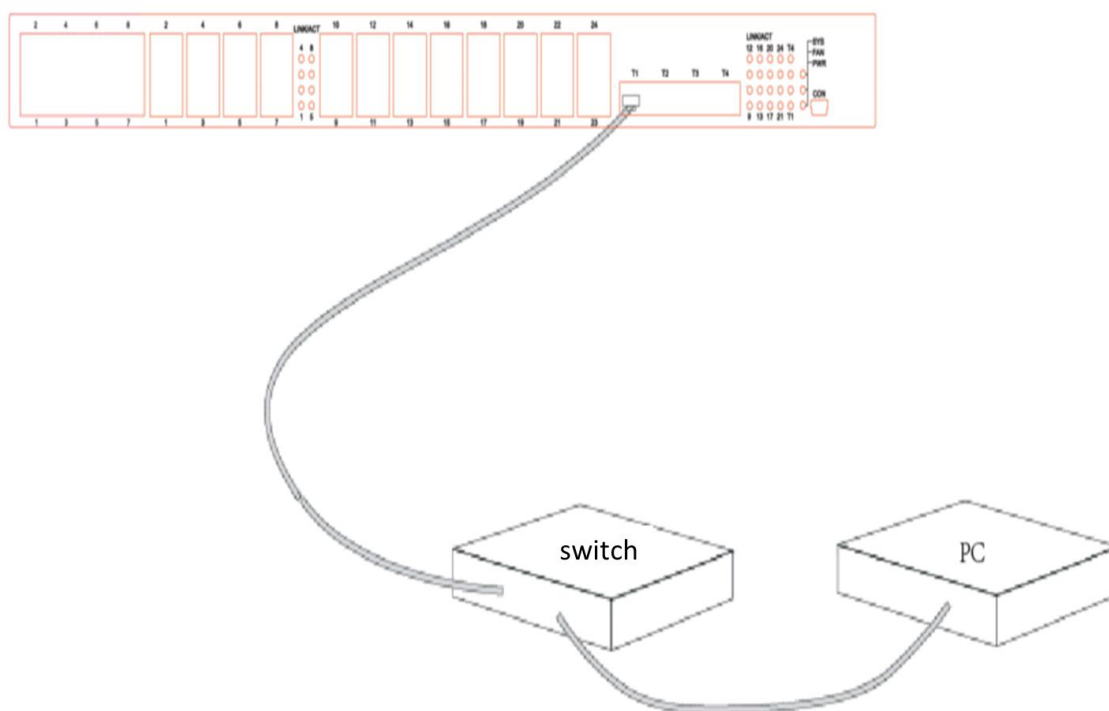 2 4 6 8 2 4 6 8 10 12 14 16 18 20 22 24
LINK/ACT
4 8
T1 T2 T3 T4
LINK/ACT
12 16 20 24 T4
SYS
FAN
PWR
CON
1 3 5 7 1 3 5 7 9 11 13 15 17 19 21 23
1 5
9 13 17 21 T1
switch
PC